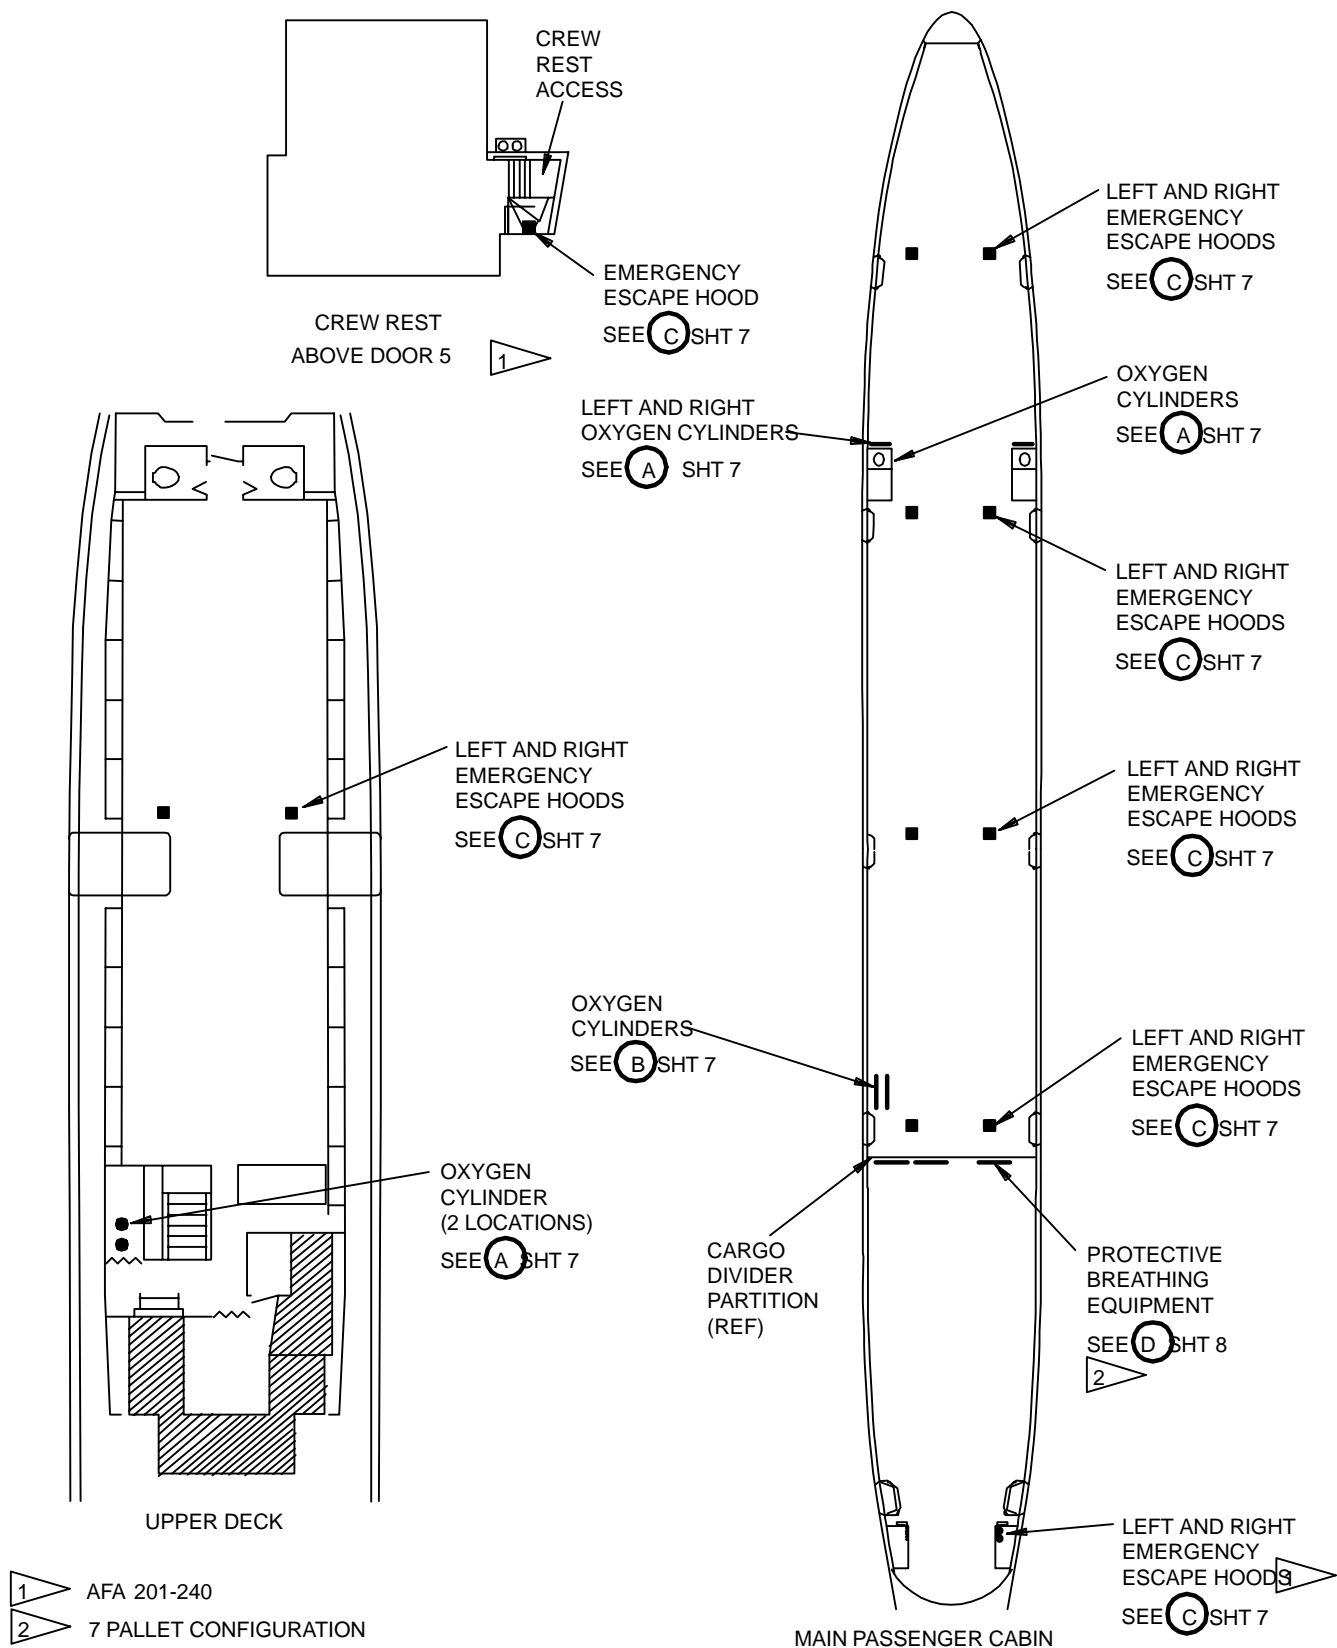 CREW
REST
ACCESS
EMERGENCY
ESCAPE HOOD
SEE C SHT 7
CREW REST
ABOVE DOOR 5
1
LEFT AND RIGHT
EMERGENCY
ESCAPE HOODS
SEE C SHT 7
OXYGEN
CYLINDERS
SEE A SHT 7
LEFT AND RIGHT
OXYGEN CYLINDERS
SEE A SHT 7
LEFT AND RIGHT
EMERGENCY
ESCAPE HOODS
SEE C SHT 7
LEFT AND RIGHT
EMERGENCY
ESCAPE HOODS
SEE C SHT 7
LEFT AND RIGHT
EMERGENCY
ESCAPE HOODS
SEE C SHT 7
OXYGEN
CYLINDERS
SEE B SHT 7
LEFT AND RIGHT
EMERGENCY
ESCAPE HOODS
SEE C SHT 7
OXYGEN
CYLINDER
(2 LOCATIONS)
SEE A SHT 7
CARGO
DIVIDER
PARTITION
(REF)
PROTECTIVE
BREATHING
EQUIPMENT
SEE D SHT 8
2
UPPER DECK
LEFT AND RIGHT
EMERGENCY
ESCAPE HOODS 1
SEE C SHT 7
1 AFA 201-240
2 7 PALLET CONFIGURATION
MAIN PASSENGER CABIN